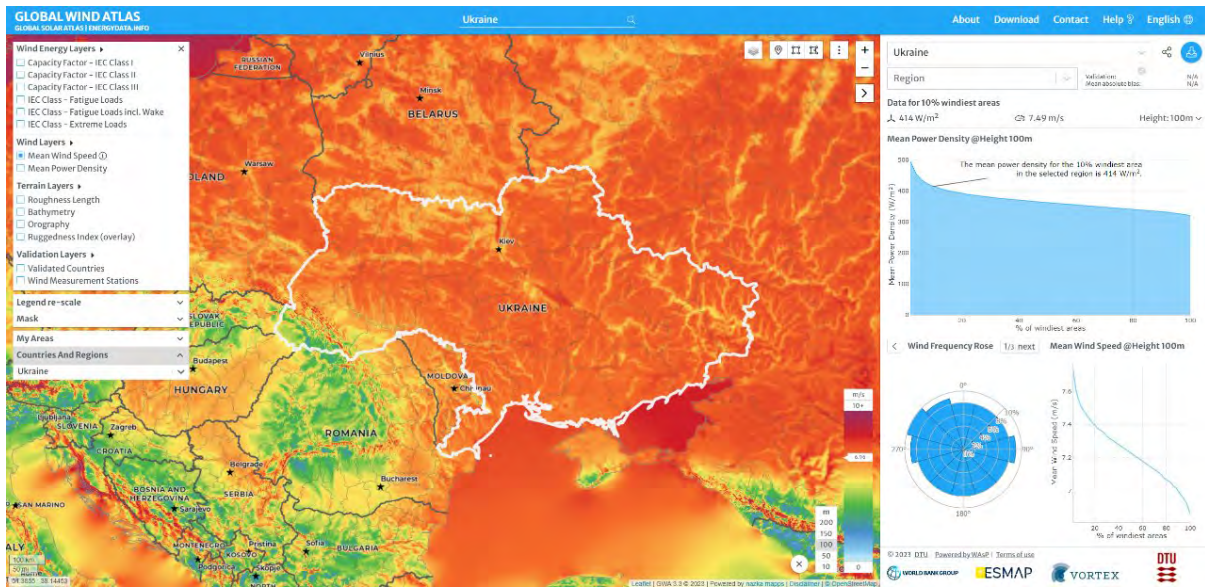 GLOBAL WIND ATLAS
GLOBAL SOLAR ATLAS | ENERGYDATA.INFO
Ukraine
About Download Contact Help English
Wind Energy Layers
Capacity Factor - IEC Class I
Capacity Factor - IEC Class II
Capacity Factor - IEC Class III
IEC Class - Fatigue Loads
IEC Class - Fatigue Loads incl. Wake
IEC Class - Extreme Loads
Wind Layers
Mean Wind Speed
Mean Power Density
Terrain Layers
Roughness Length
Bathymetry
Orography
Ruggedness Index (overlay)
Validation Layers
Validated Countries
Wind Measurement Stations
Legend re-scale
Mask
My Areas
Countries And Regions
Ukraine
RUSSIAN
FEDERATION
Vilnius
Minsk
BELARUS
Warsaw
OLAND
Kiev
UKRAINE
SLOVAK
REPUBLIC
Budapest
HUNGARY
MOLDOVA
ROMANIA
Ljubljana
SLOVENIA
Zagreb
CROATIA
Belgrade
BOSNIA AND
HERZEGOVINA
SERBIA
Sarajevo
Bucharest
SAN MARINO
ALY
MONTENEGRO
KOSOVO
Pristina
Sofia
BULGARIA
Podgorica
Skopje
NORTH
100 km
50 mi
m/s
10+
0
m
200
150
100
50
10
Leaflet | GWA 3.3 © 2023 | Powered by nazka mapps | Disclaimer | © OpenStreetMap
Ukraine
Region
Validation: N/A
Mean absolute bias: N/A
Data for 10% windiest areas
414 W/m²
7.49 m/s
Height: 100m
Mean Power Density @Height 100m
The mean power density for the 10% windiest area
in the selected region is 414 W/m².
Mean Power Density (W/m²)
500
400
300
200
100
0
20 40 60 80 100
% of windiest areas
Wind Frequency Rose 1/3 next
0°
90°
180°
270°
10%
Mean Wind Speed @Height 100m
Mean Wind Speed (m/s)
7.6
7.4
7.2
7
20 40 60 80 100
% of windiest areas
© 2023 DTU Powered by WAsP | Terms of use
WORLD BANK GROUP
ESMAP
VORTEX
DTU